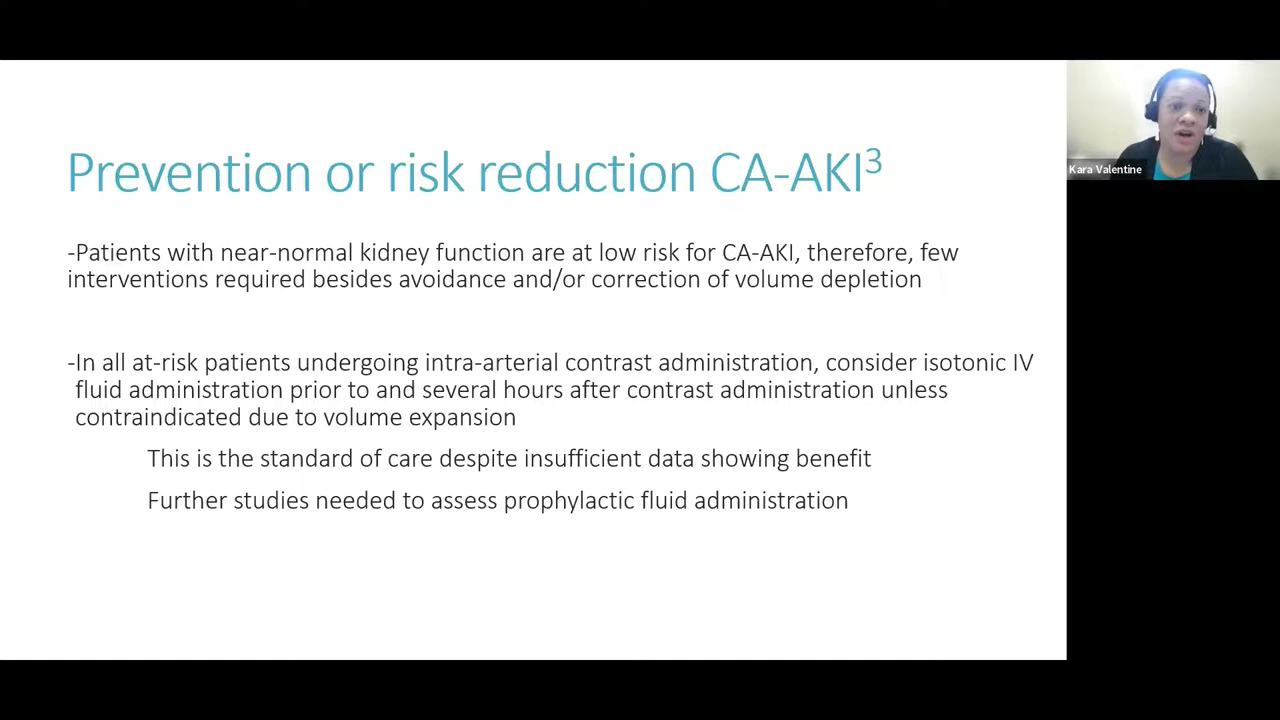 Prevention or risk reduction CA-AKI³
-Patients with near-normal kidney function are at low risk for CA-AKI, therefore, few
interventions required besides avoidance and/or correction of volume depletion
-In all at-risk patients undergoing intra-arterial contrast administration, consider isotonic IV
fluid administration prior to and several hours after contrast administration unless
contraindicated due to volume expansion
This is the standard of care despite insufficient data showing benefit
Further studies needed to assess prophylactic fluid administration
Kara Valentine